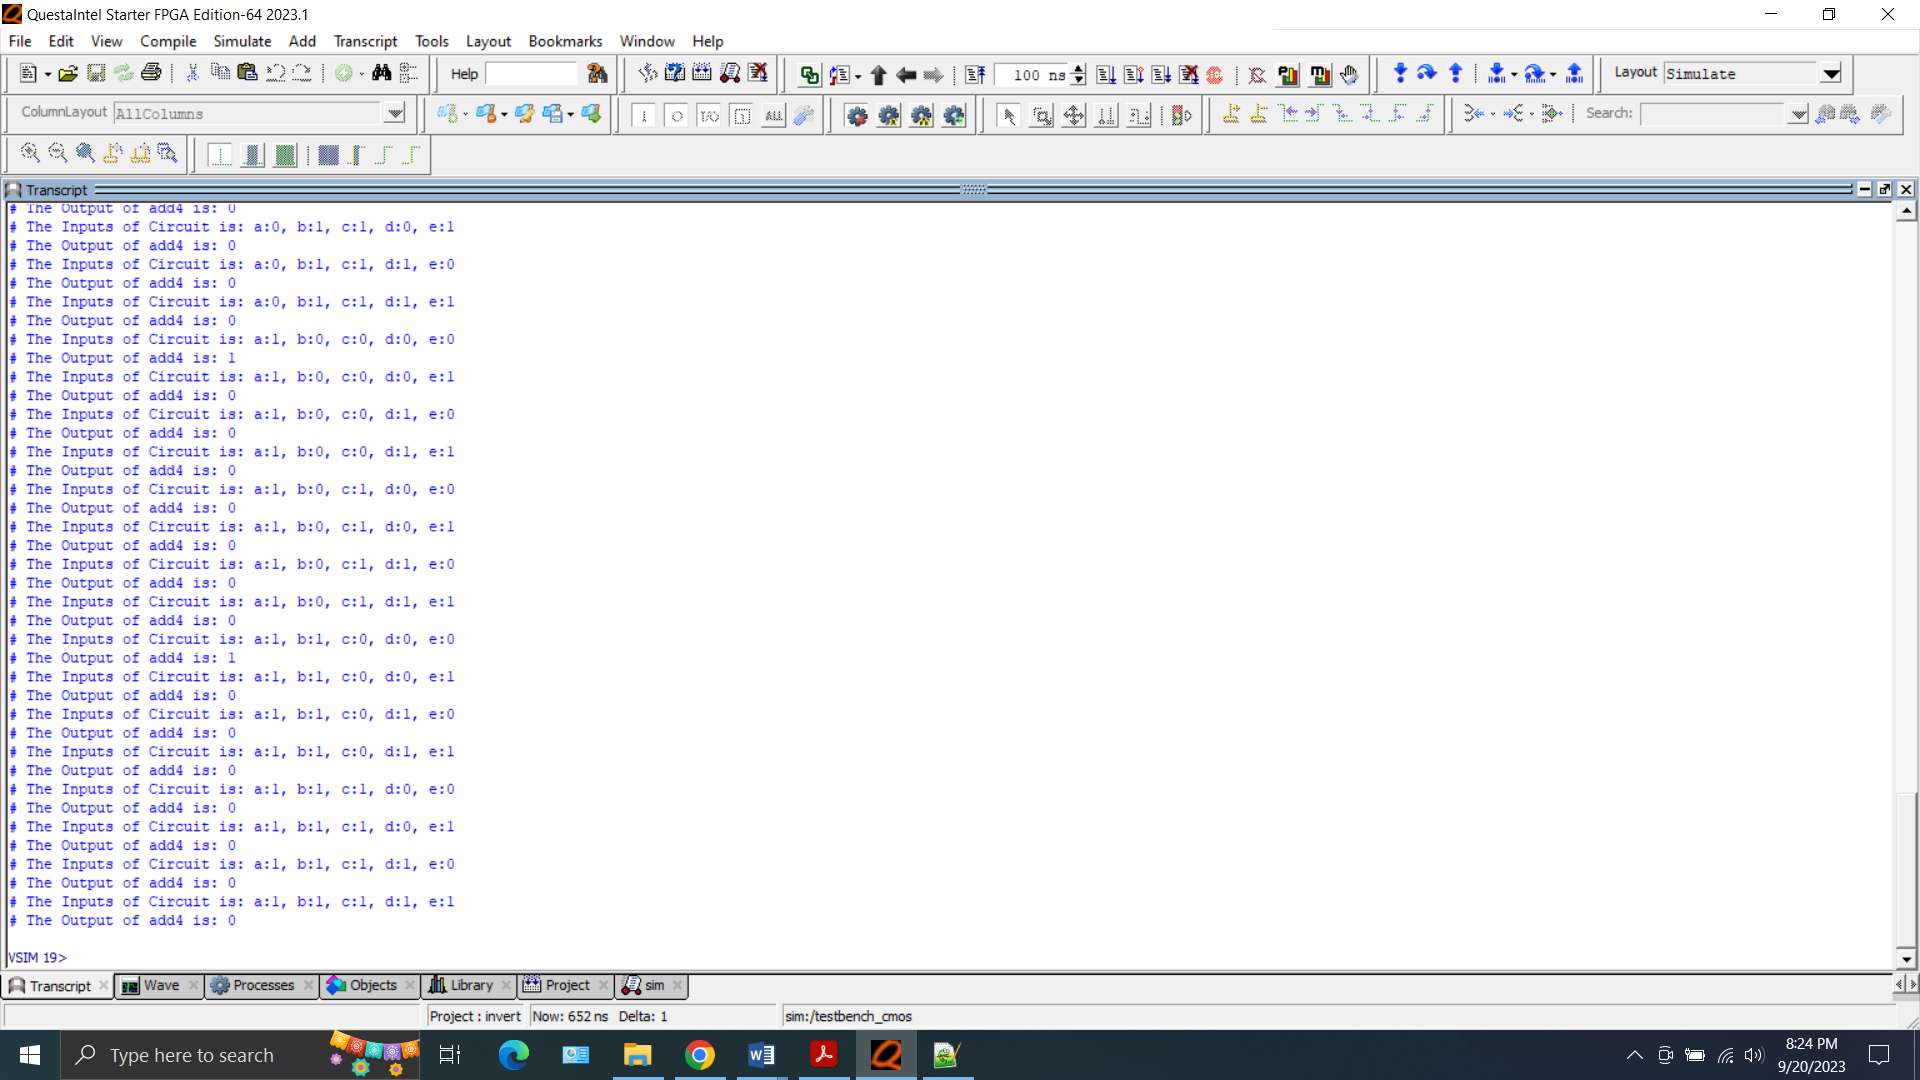 QuestaIntel Starter FPGA Edition-64 2023.1
File Edit View Compile Simulate Add Transcript Tools Layout Bookmarks Window Help
Help 100 ns Layout Simulate
ColumnLayout AllColumns ALL Search:
Transcript
# The Output of add4 is: 0
# The Inputs of Circuit is: a:0, b:1, c:1, d:0, e:1
# The Output of add4 is: 0
# The Inputs of Circuit is: a:0, b:1, c:1, d:1, e:0
# The Output of add4 is: 0
# The Inputs of Circuit is: a:0, b:1, c:1, d:1, e:1
# The Output of add4 is: 0
# The Inputs of Circuit is: a:1, b:0, c:0, d:0, e:0
# The Output of add4 is: 1
# The Inputs of Circuit is: a:1, b:0, c:0, d:0, e:1
# The Output of add4 is: 0
# The Inputs of Circuit is: a:1, b:0, c:0, d:1, e:0
# The Output of add4 is: 0
# The Inputs of Circuit is: a:1, b:0, c:0, d:1, e:1
# The Output of add4 is: 0
# The Inputs of Circuit is: a:1, b:0, c:1, d:0, e:0
# The Output of add4 is: 0
# The Inputs of Circuit is: a:1, b:0, c:1, d:0, e:1
# The Output of add4 is: 0
# The Inputs of Circuit is: a:1, b:0, c:1, d:1, e:0
# The Output of add4 is: 0
# The Inputs of Circuit is: a:1, b:0, c:1, d:1, e:1
# The Output of add4 is: 0
# The Inputs of Circuit is: a:1, b:1, c:0, d:0, e:0
# The Output of add4 is: 1
# The Inputs of Circuit is: a:1, b:1, c:0, d:0, e:1
# The Output of add4 is: 0
# The Inputs of Circuit is: a:1, b:1, c:0, d:1, e:0
# The Output of add4 is: 0
# The Inputs of Circuit is: a:1, b:1, c:0, d:1, e:1
# The Output of add4 is: 0
# The Inputs of Circuit is: a:1, b:1, c:1, d:0, e:0
# The Output of add4 is: 0
# The Inputs of Circuit is: a:1, b:1, c:1, d:0, e:1
# The Output of add4 is: 0
# The Inputs of Circuit is: a:1, b:1, c:1, d:1, e:0
# The Output of add4 is: 0
# The Inputs of Circuit is: a:1, b:1, c:1, d:1, e:1
# The Output of add4 is: 0
VSIM 19>
Transcript Wave Processes Objects Library Project sim
Project : invert Now: 652 ns Delta: 1 sim:/testbench_cmos
Type here to search
8:24 PM
9/20/2023